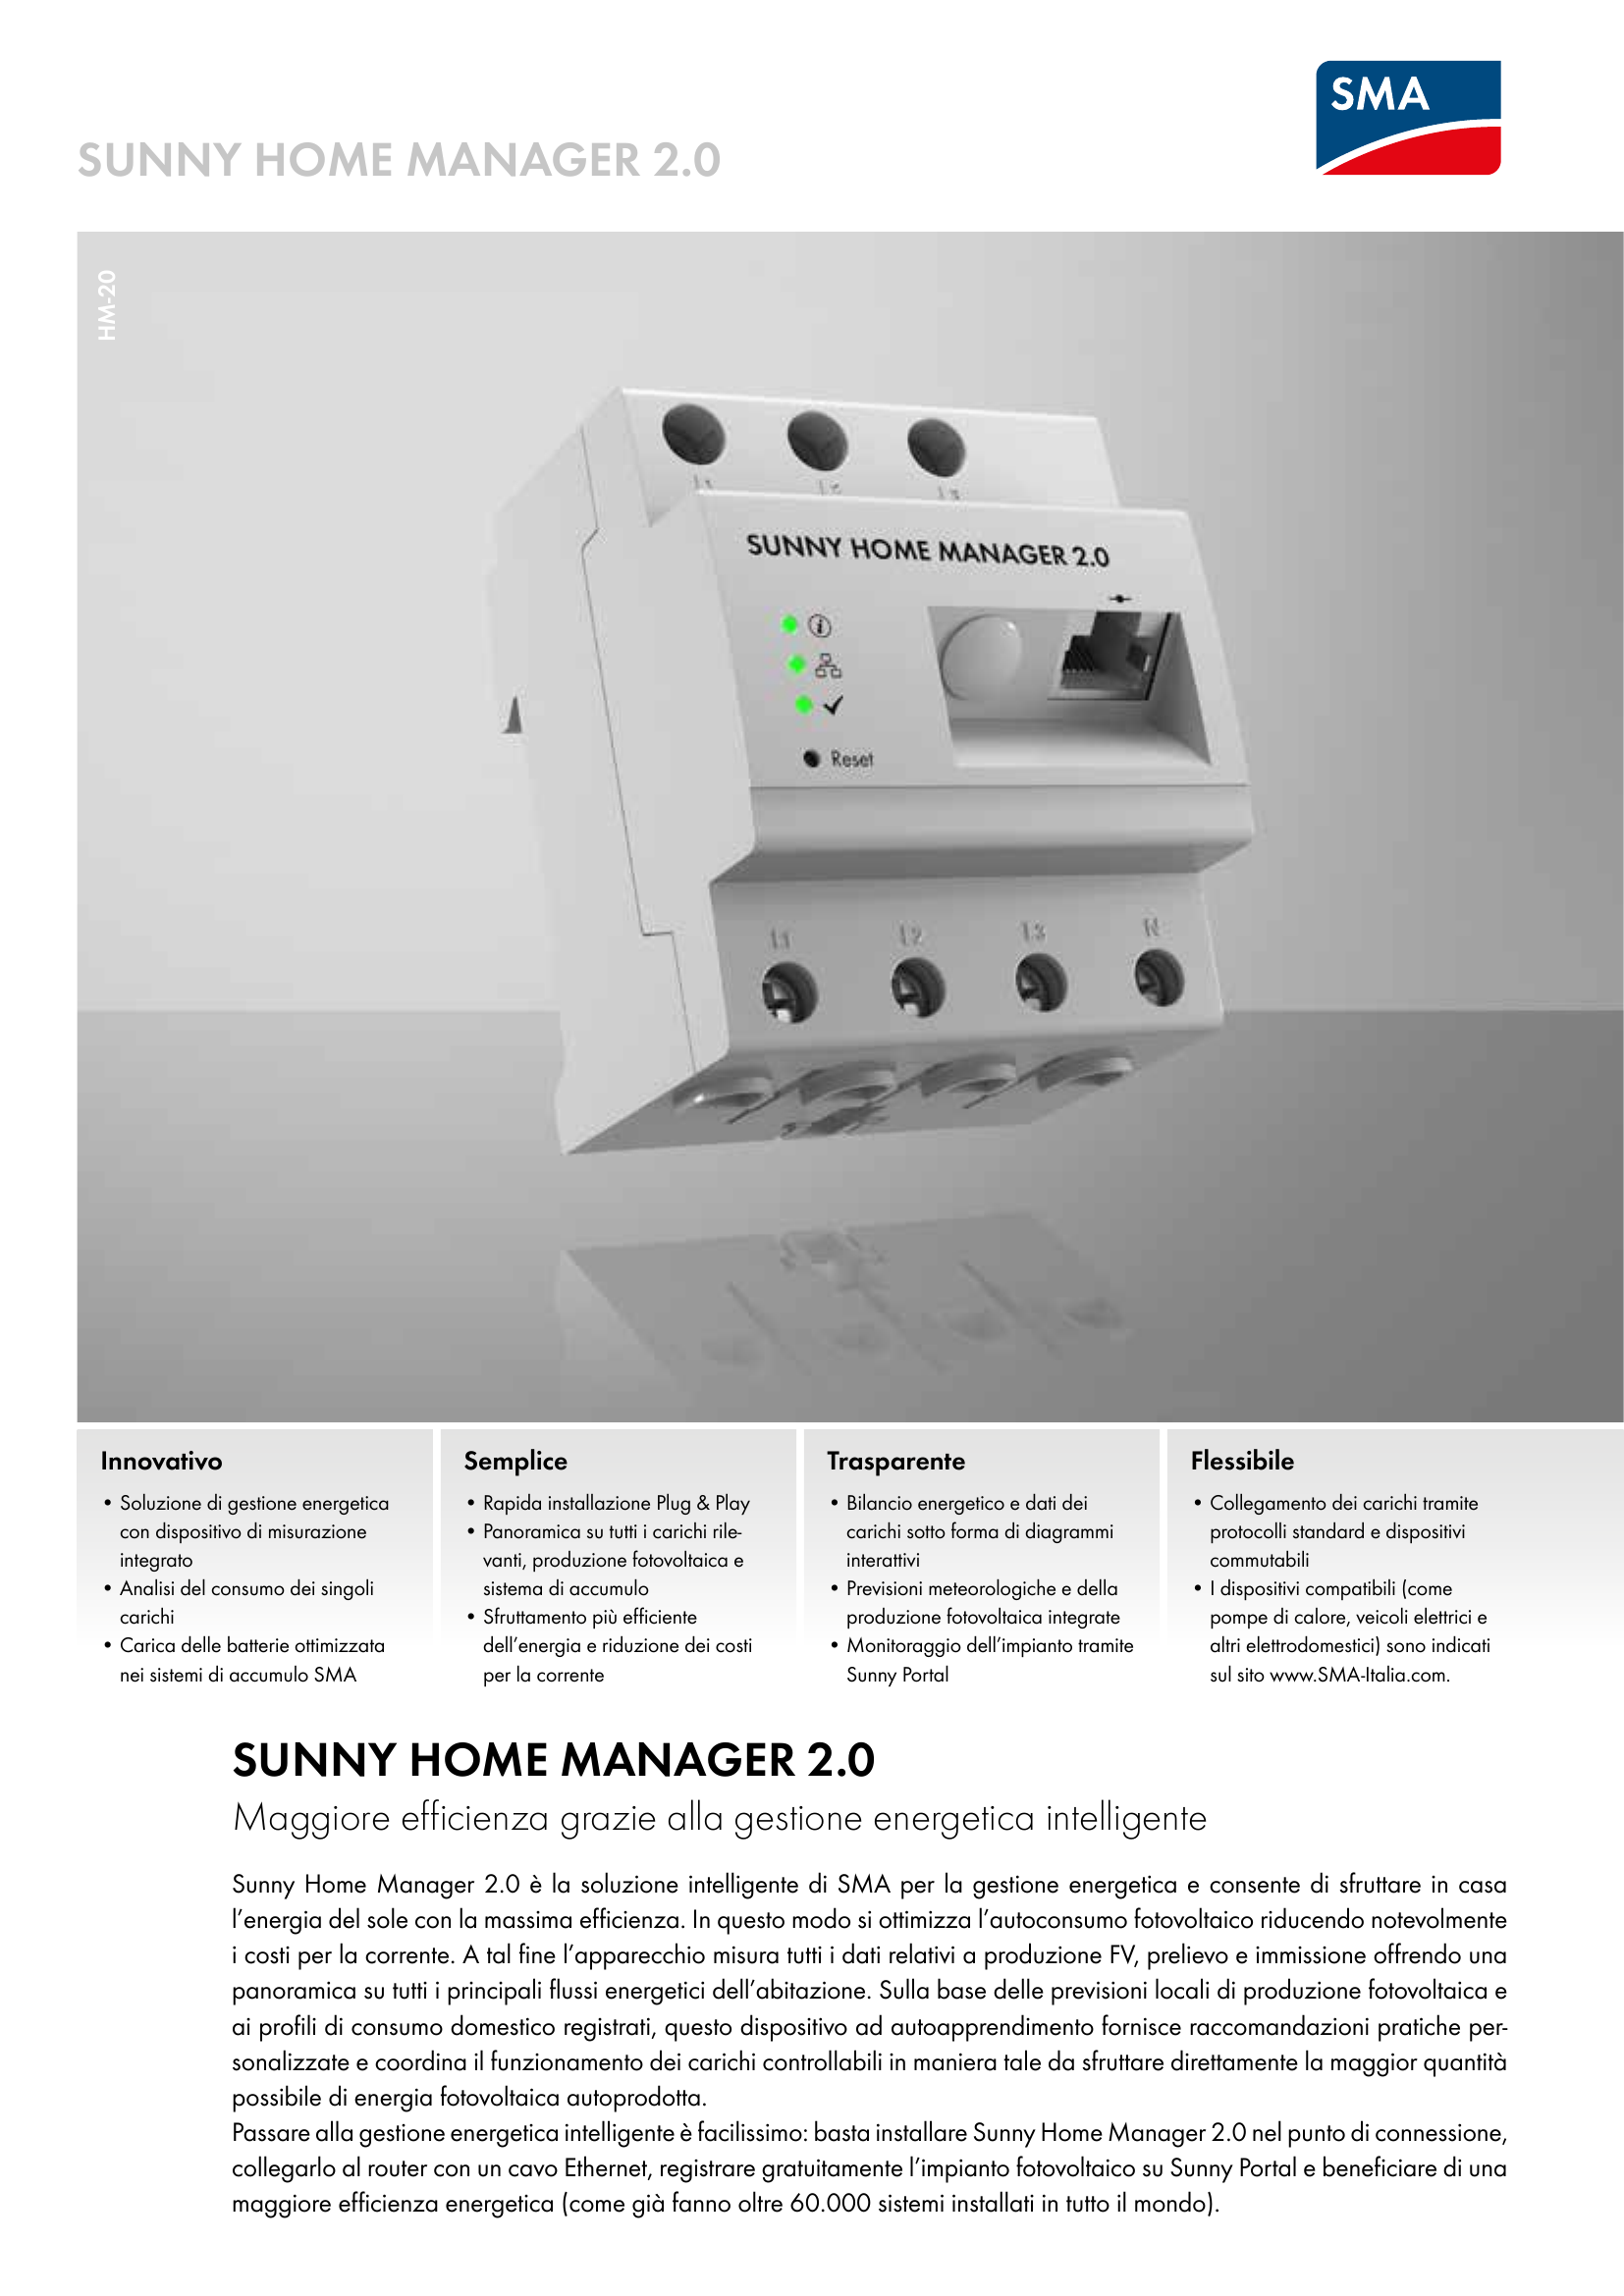 SMA
SUNNY HOME MANAGER 2.0
HM-20
L1 L2 L3
SUNNY HOME MANAGER 2.0
Reset
L1 L2 L3 N
Innovativo
• Soluzione di gestione energetica
con dispositivo di misurazione
integrato
• Analisi del consumo dei singoli
carichi
• Carica delle batterie ottimizzata
nei sistemi di accumulo SMA
Semplice
• Rapida installazione Plug & Play
• Panoramica su tutti i carichi rile-
vanti, produzione fotovoltaica e
sistema di accumulo
• Sfruttamento più efficiente
dell’energia e riduzione dei costi
per la corrente
Trasparente
• Bilancio energetico e dati dei
carichi sotto forma di diagrammi
interattivi
• Previsioni meteorologiche e della
produzione fotovoltaica integrate
• Monitoraggio dell’impianto tramite
Sunny Portal
Flessibile
• Collegamento dei carichi tramite
protocolli standard e dispositivi
commutabili
• I dispositivi compatibili (come
pompe di calore, veicoli elettrici e
altri elettrodomestici) sono indicati
sul sito www.SMA-Italia.com.
SUNNY HOME MANAGER 2.0
Maggiore efficienza grazie alla gestione energetica intelligente
Sunny Home Manager 2.0 è la soluzione intelligente di SMA per la gestione energetica e consente di sfruttare in casa
l’energia del sole con la massima efficienza. In questo modo si ottimizza l’autoconsumo fotovoltaico riducendo notevolmente
i costi per la corrente. A tal fine l’apparecchio misura tutti i dati relativi a produzione FV, prelievo e immissione offrendo una
panoramica su tutti i principali flussi energetici dell’abitazione. Sulla base delle previsioni locali di produzione fotovoltaica e
ai profili di consumo domestico registrati, questo dispositivo ad autoapprendimento fornisce raccomandazioni pratiche per-
sonalizzate e coordina il funzionamento dei carichi controllabili in maniera tale da sfruttare direttamente la maggior quantità
possibile di energia fotovoltaica autoprodotta.
Passare alla gestione energetica intelligente è facilissimo: basta installare Sunny Home Manager 2.0 nel punto di connessione,
collegarlo al router con un cavo Ethernet, registrare gratuitamente l’impianto fotovoltaico su Sunny Portal e beneficiare di una
maggiore efficienza energetica (come già fanno oltre 60.000 sistemi installati in tutto il mondo).